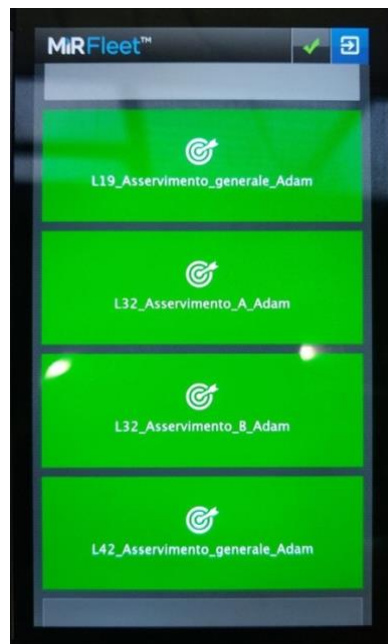 MiRFleet™
L19_Asservimento_generale_Adam
L32_Asservimento_A_Adam
L32_Asservimento_B_Adam
L42_Asservimento_generale_Adam